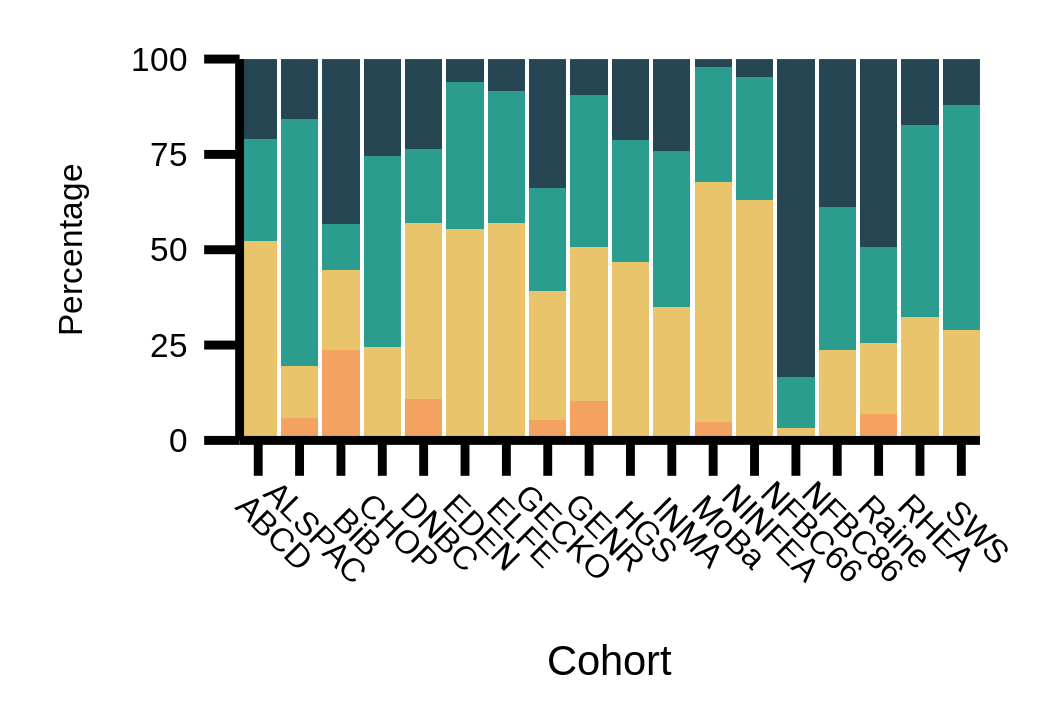 100
75
50
25
0
Percentage
ABCD
ALSPAC
BiB
CHOP
DNBC
EDEN
ELFE
GECKO
GENR
HGS
INMA
MoBa
NINFEA
NFBC66
NFBC86
Raine
RHEA
SWS
Cohort